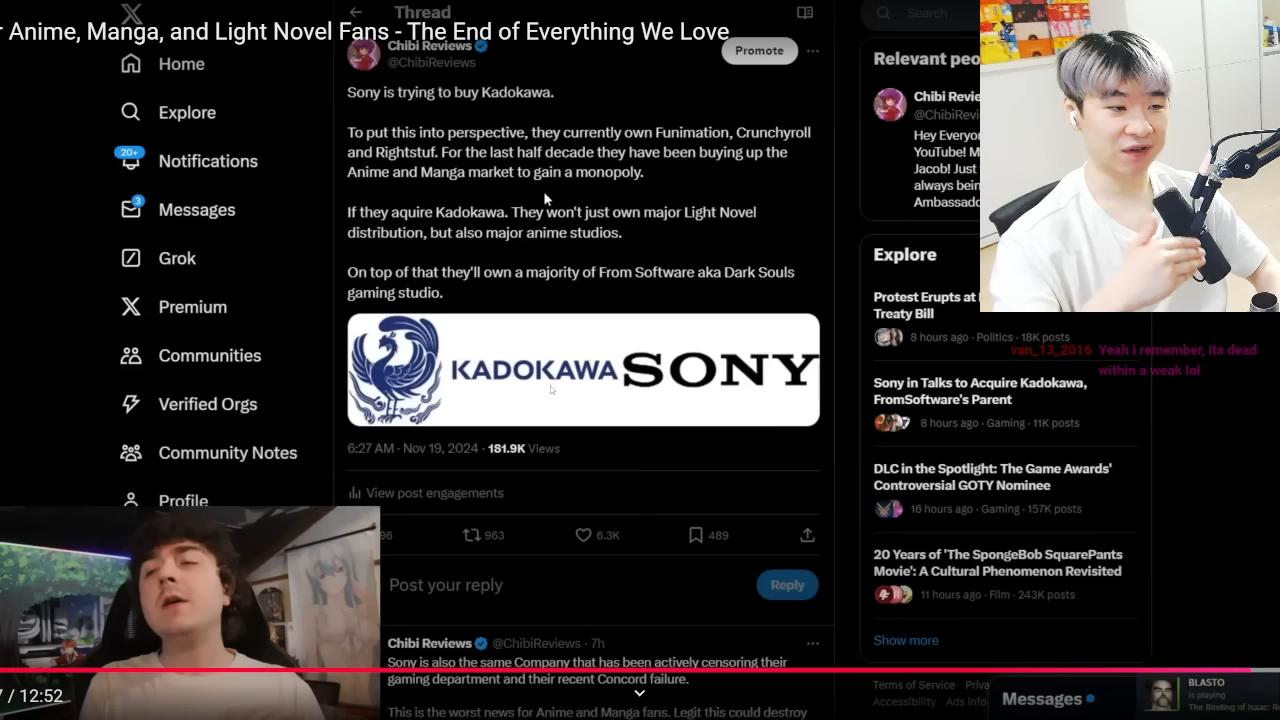 Anime, Manga, and Light Novel Fans - The End of Everything We Love
Home
Explore
20+
Notifications
3
Messages
Grok
Premium
Communities
Verified Orgs
Community Notes
Profile
Thread
Chibi Reviews
@ChibiReviews
Promote
Sony is trying to buy Kadokawa.
To put this into perspective, they currently own Funimation, Crunchyroll
and Rightstuf. For the last half decade they have been buying up the
Anime and Manga market to gain a monopoly.
If they aquire Kadokawa. They won't just own major Light Novel
distribution, but also major anime studios.
On top of that they'll own a majority of From Software aka Dark Souls
gaming studio.
KADOKAWA SONY
6:27 AM · Nov 19, 2024 · 181.9K Views
View post engagements
96 963 6.3K 489
Post your reply
Reply
Chibi Reviews @ChibiReviews · 7h
Sony is also the same Company that has been actively censoring their
gaming department and their recent Concord failure.
This is the worst news for Anime and Manga fans. Legit this could destroy
Search
Relevant peo
Chibi Revie
@ChibiRevi
Hey Everyon
YouTube! M
Jacob! Just
always bein
Ambassado
Explore
Protest Erupts at
Treaty Bill
8 hours ago · Politics · 18K posts
van_13_2016 Yeah i remember, its dead
within a weak lol
Sony in Talks to Acquire Kadokawa,
FromSoftware's Parent
8 hours ago · Gaming · 11K posts
DLC in the Spotlight: The Game Awards'
Controversial GOTY Nominee
16 hours ago · Gaming · 157K posts
20 Years of 'The SpongeBob SquarePants
Movie': A Cultural Phenomenon Revisited
11 hours ago · Film · 243K posts
Show more
Terms of Service Priva
Accessibility Ads info
Messages
BLASTO
is playing
The Binding of Isaac: R
7 / 12:52